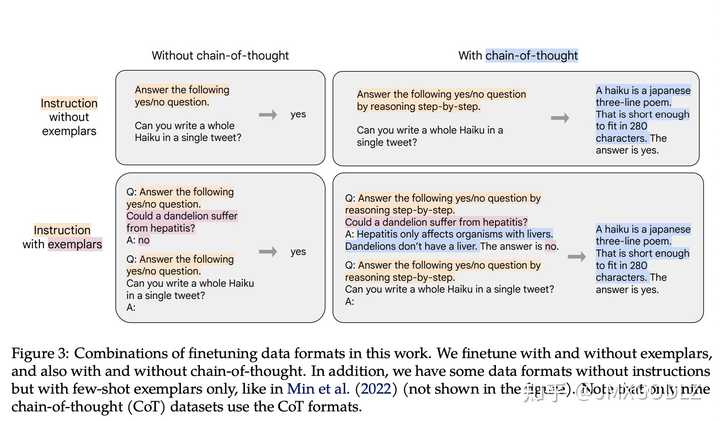 Without chain-of-thought
With chain-of-thought
Instruction
without
exemplars
Answer the following
yes/no question.
Can you write a whole
Haiku in a single tweet?
yes
Answer the following yes/no question
by reasoning step-by-step.
Can you write a whole Haiku in a
single tweet?
A haiku is a japanese
three-line poem.
That is short enough
to fit in 280
characters. The
answer is yes.
Instruction
with exemplars
Q: Answer the following
yes/no question.
Could a dandelion suffer
from hepatitis?
A: no
Q: Answer the following
yes/no question.
Can you write a whole Haiku
in a single tweet?
A:
yes
Q: Answer the following yes/no question by
reasoning step-by-step.
Could a dandelion suffer from hepatitis?
A: Hepatitis only affects organisms with livers.
Dandelions don't have a liver. The answer is no.
Q: Answer the following yes/no question by
reasoning step-by-step.
Can you write a whole Haiku in a single tweet?
A:
A haiku is a japanese
three-line poem.
That is short enough
to fit in 280
characters. The
answer is yes.
Figure 3: Combinations of finetuning data formats in this work. We finetune with and without exemplars,
and also with and without chain-of-thought. In addition, we have some data formats without instructions
but with few-shot exemplars only, like in Min et al. (2022) (not shown in the figure). Note that only nine
chain-of-thought (CoT) datasets use the CoT formats.